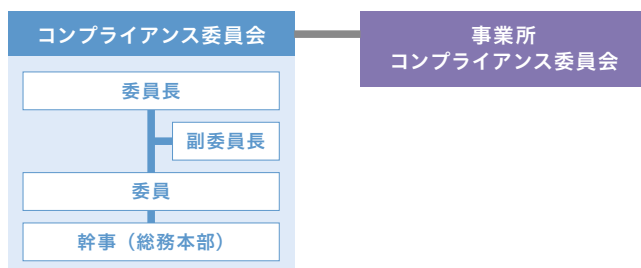 コンプライアンス委員会
事業所
コンプライアンス委員会
委員長
副委員長
委員
幹事（総務本部）